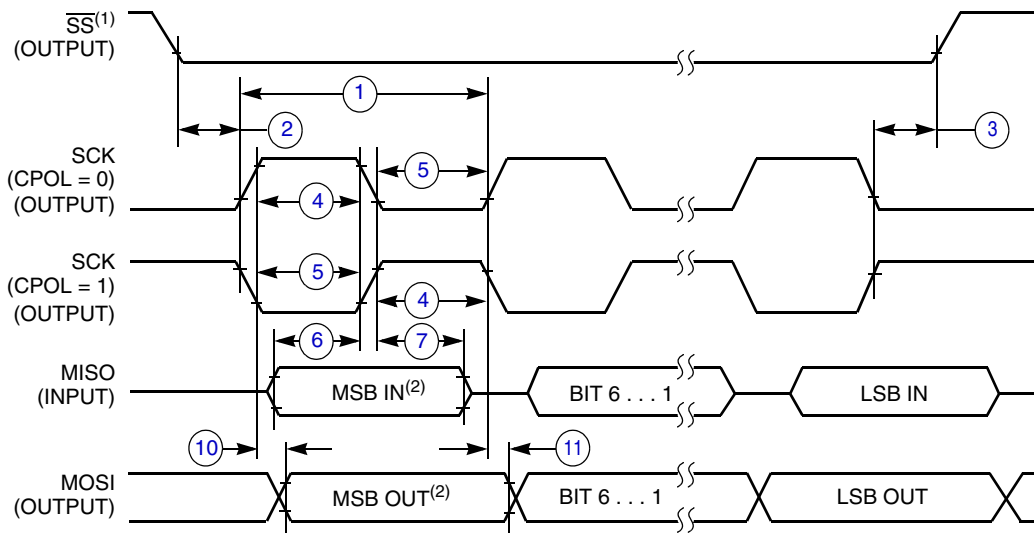 SS(1)
(OUTPUT)
1
2
3
SCK
(CPOL = 0)
(OUTPUT)
5
4
SCK
(CPOL = 1)
(OUTPUT)
5
4
6
7
MISO
(INPUT)
MSB IN(2)
BIT 6 . . . 1
LSB IN
10
11
MOSI
(OUTPUT)
MSB OUT(2)
BIT 6 . . . 1
LSB OUT